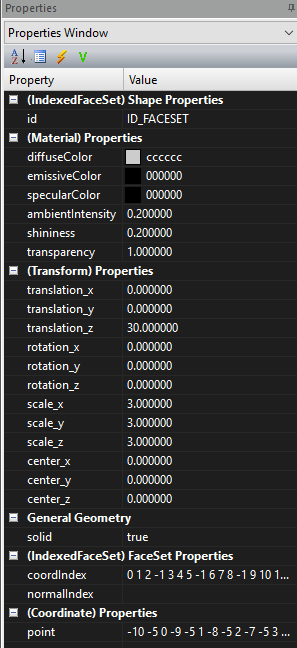 Properties
Properties Window
Property Value
(IndexedFaceSet) Shape Properties
id ID_FACESET
(Material) Properties
diffuseColor cccccc
emissiveColor 000000
specularColor 000000
ambientIntensity 0.200000
shininess 0.200000
transparency 1.000000
(Transform) Properties
translation_x 0.000000
translation_y 0.000000
translation_z 30.000000
rotation_x 0.000000
rotation_y 0.000000
rotation_z 0.000000
scale_x 3.000000
scale_y 3.000000
scale_z 3.000000
center_x 0.000000
center_y 0.000000
center_z 0.000000
General Geometry
solid true
(IndexedFaceSet) FaceSet Properties
coordIndex 0 1 2 -1 3 4 5 -1 6 7 8 -1 9 10 1...
normalIndex
(Coordinate) Properties
point -10 -5 0 -9 -5 1 -8 -5 2 -7 -5 3 ...